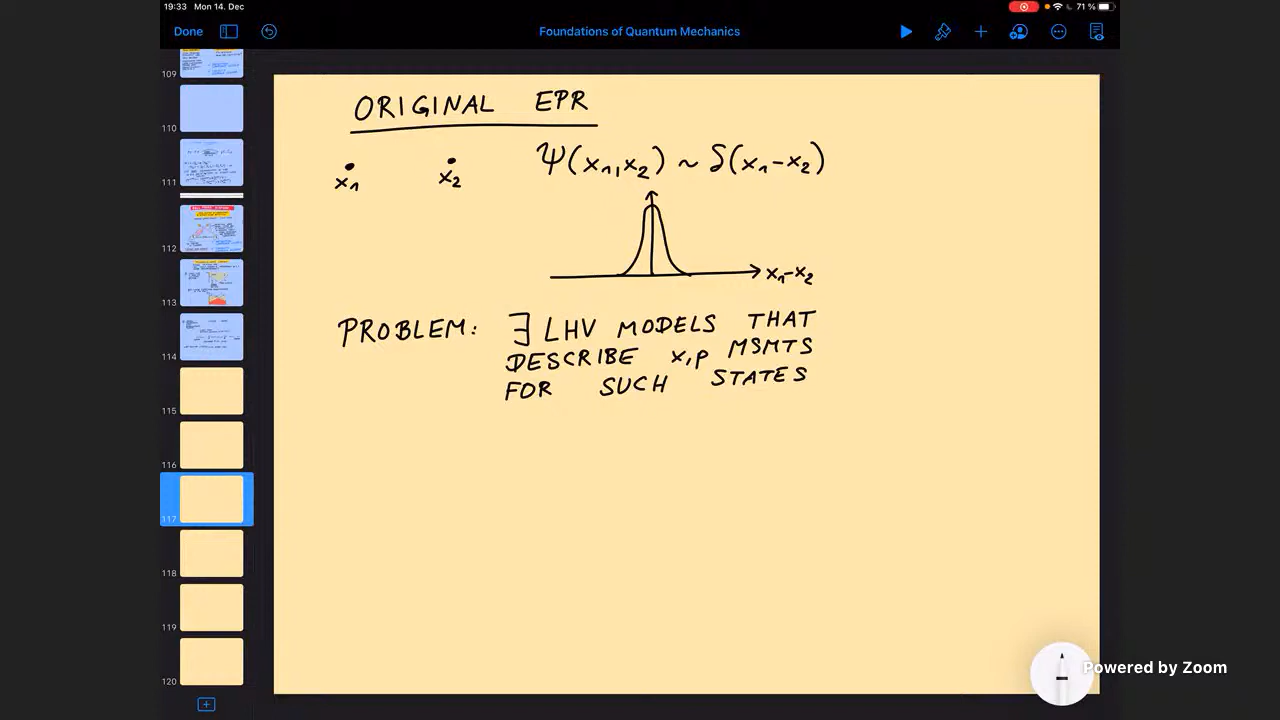 19:33 Mon 14. Dec
71 %
Done
Foundations of Quantum Mechanics
109
110
111
112
113
114
115
116
117
118
119
120
ORIGINAL EPR
x₁ x₂ Ψ(x₁,x₂) ~ δ(x₁-x₂)
x₁-x₂
PROBLEM: ∃ LHV MODELS THAT
DESCRIBE x,p MSMTS
FOR SUCH STATES
Powered by Zoom